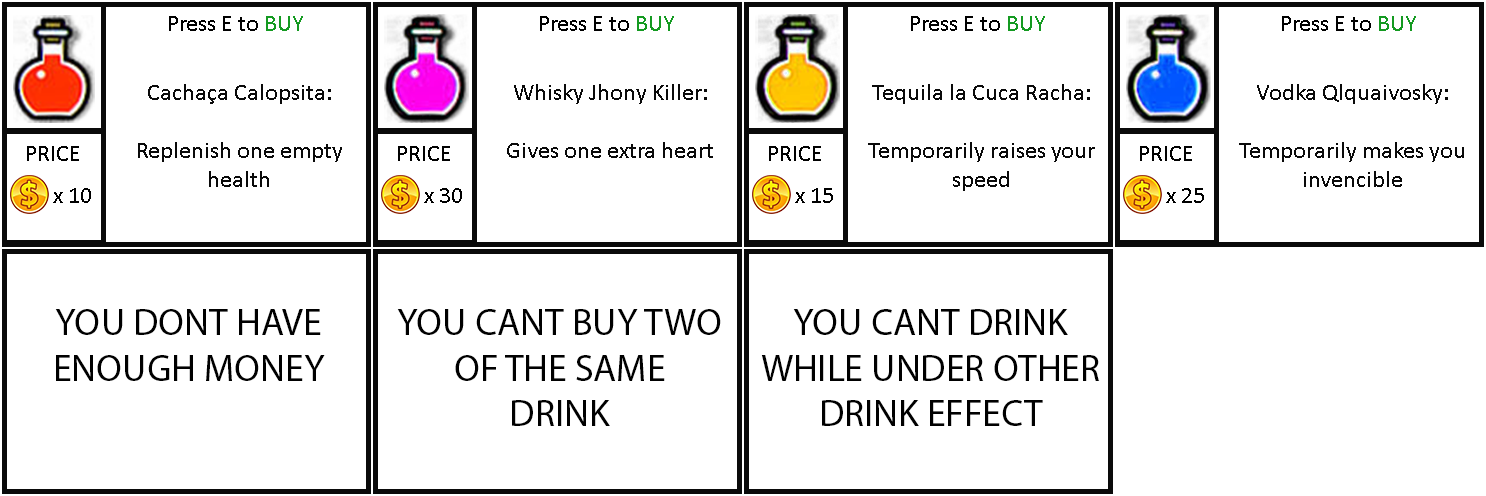 Press E to BUY
Cachaça Calopsita:
Replenish one empty
health
PRICE
$ x 10
Press E to BUY
Whisky Jhony Killer:
Gives one extra heart
PRICE
$ x 30
Press E to BUY
Tequila la Cuca Racha:
Temporarily raises your
speed
PRICE
$ x 15
Press E to BUY
Vodka Qlquaivosky:
Temporarily makes you
invencible
PRICE
$ x 25
YOU DONT HAVE
ENOUGH MONEY
YOU CANT BUY TWO
OF THE SAME
DRINK
YOU CANT DRINK
WHILE UNDER OTHER
DRINK EFFECT